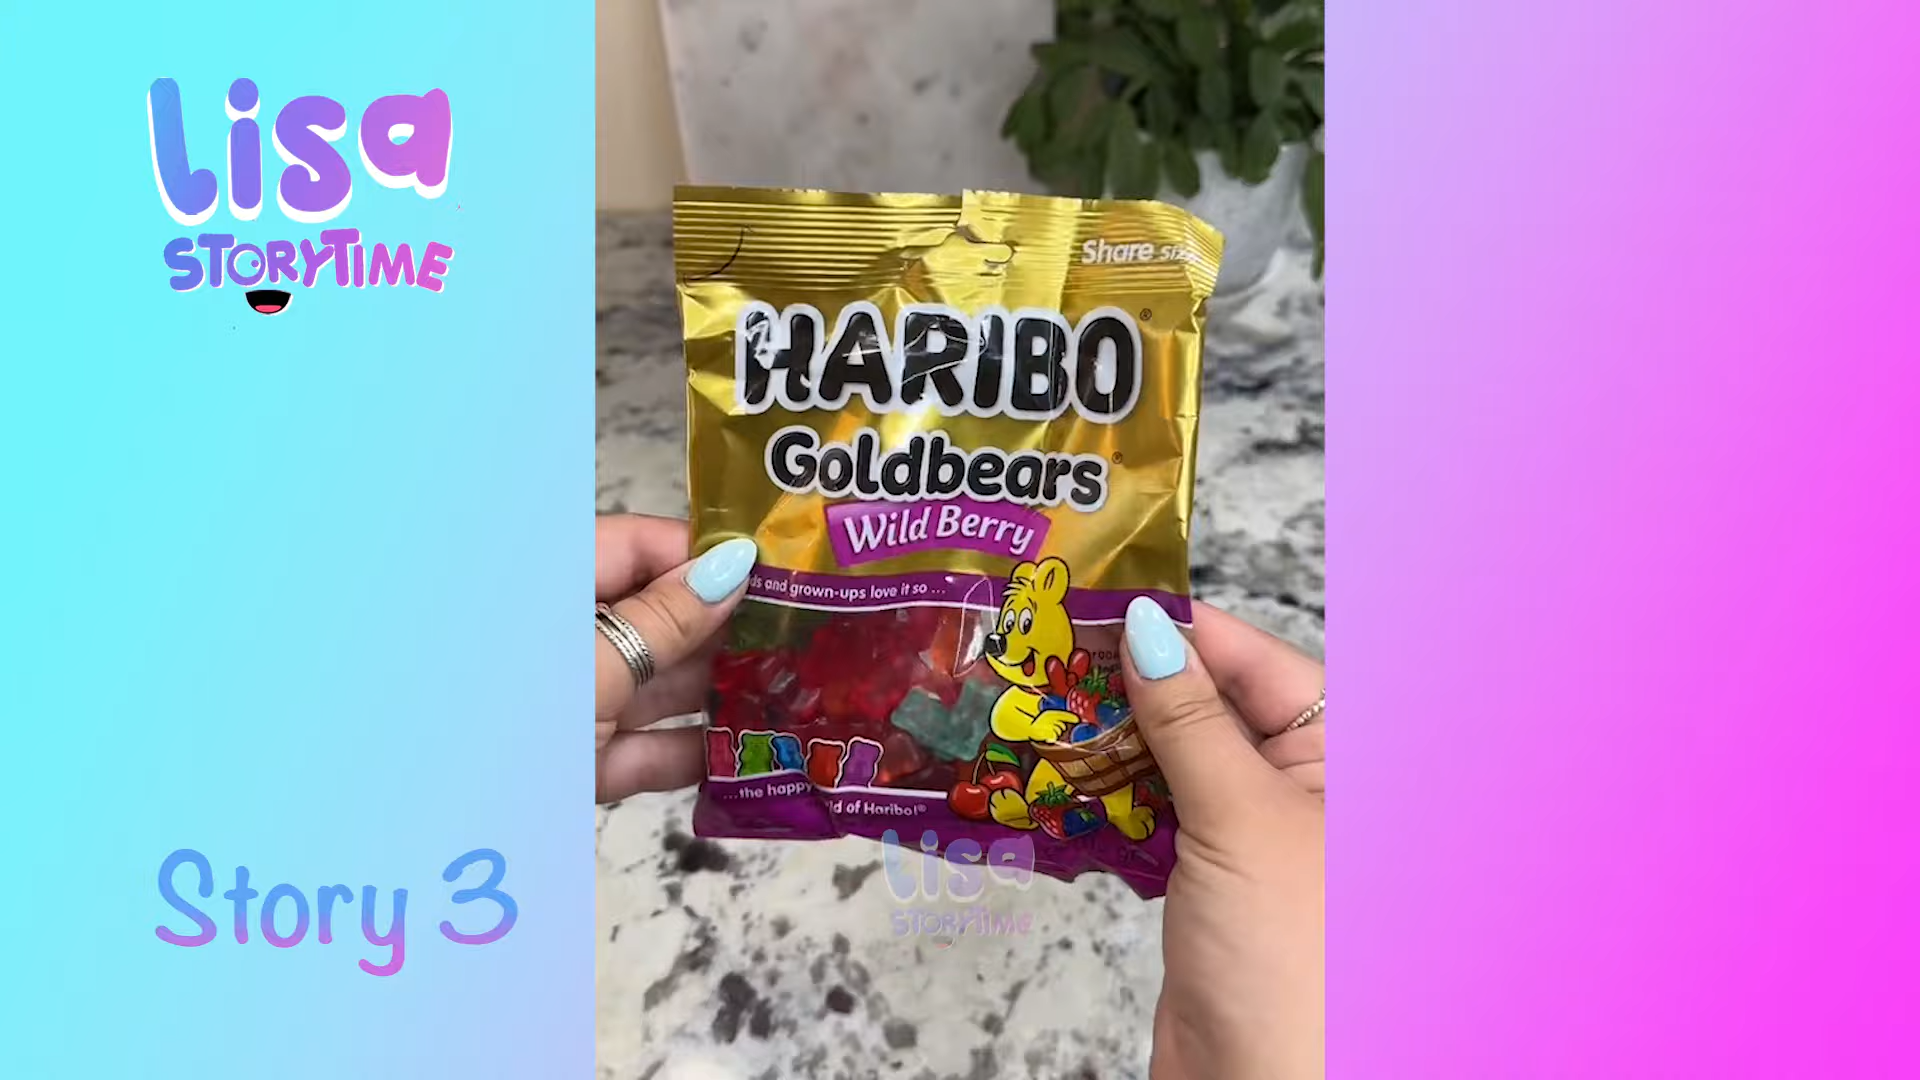 Lisa
STORYTIME
Story 3
Share
HARIBO®
Goldbears®
Wild Berry
and grown-ups love it so ...
...the happy
of Haribo!®
Lisa
STORYTIME